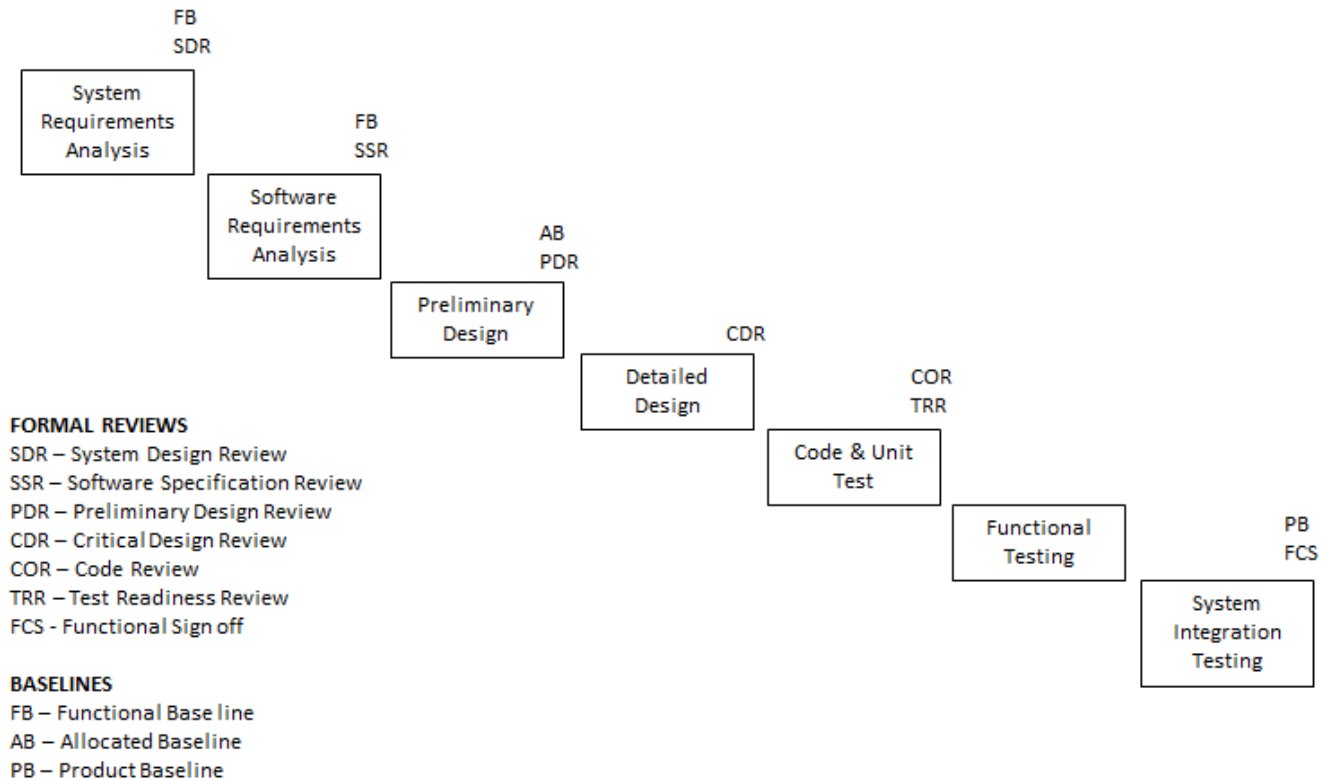 FB
SDR
System
Requirements
Analysis
FB
SSR
Software
Requirements
Analysis
AB
PDR
Preliminary
Design
CDR
Detailed
Design
COR
TRR
Code & Unit
Test
Functional
Testing
PB
FCS
System
Integration
Testing
FORMAL REVIEWS
SDR – System Design Review
SSR – Software Specification Review
PDR – Preliminary Design Review
CDR – Critical Design Review
COR – Code Review
TRR – Test Readiness Review
FCS - Functional Sign off
BASELINES
FB – Functional Base line
AB – Allocated Baseline
PB – Product Baseline